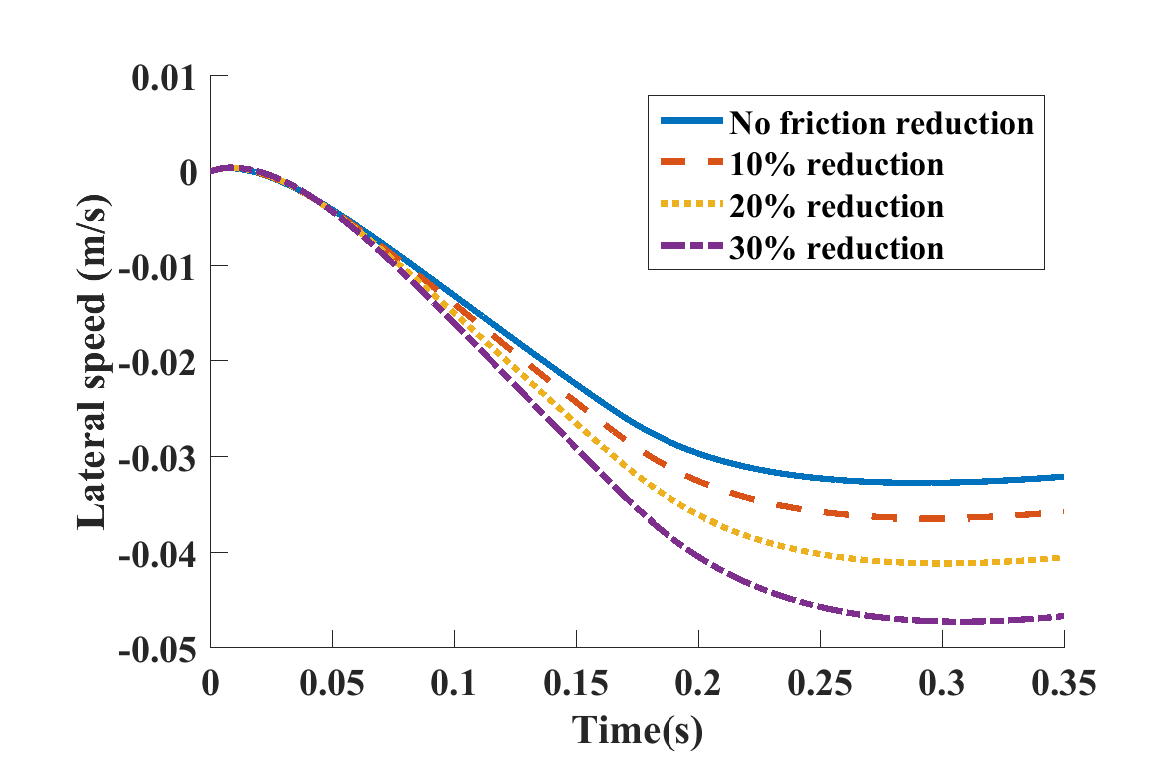 0.01
0
-0.01
-0.02
-0.03
-0.04
-0.05
Lateral speed (m/s)
No friction reduction
10% reduction
20% reduction
30% reduction
0 0.05 0.1 0.15 0.2 0.25 0.3 0.35
Time(s)